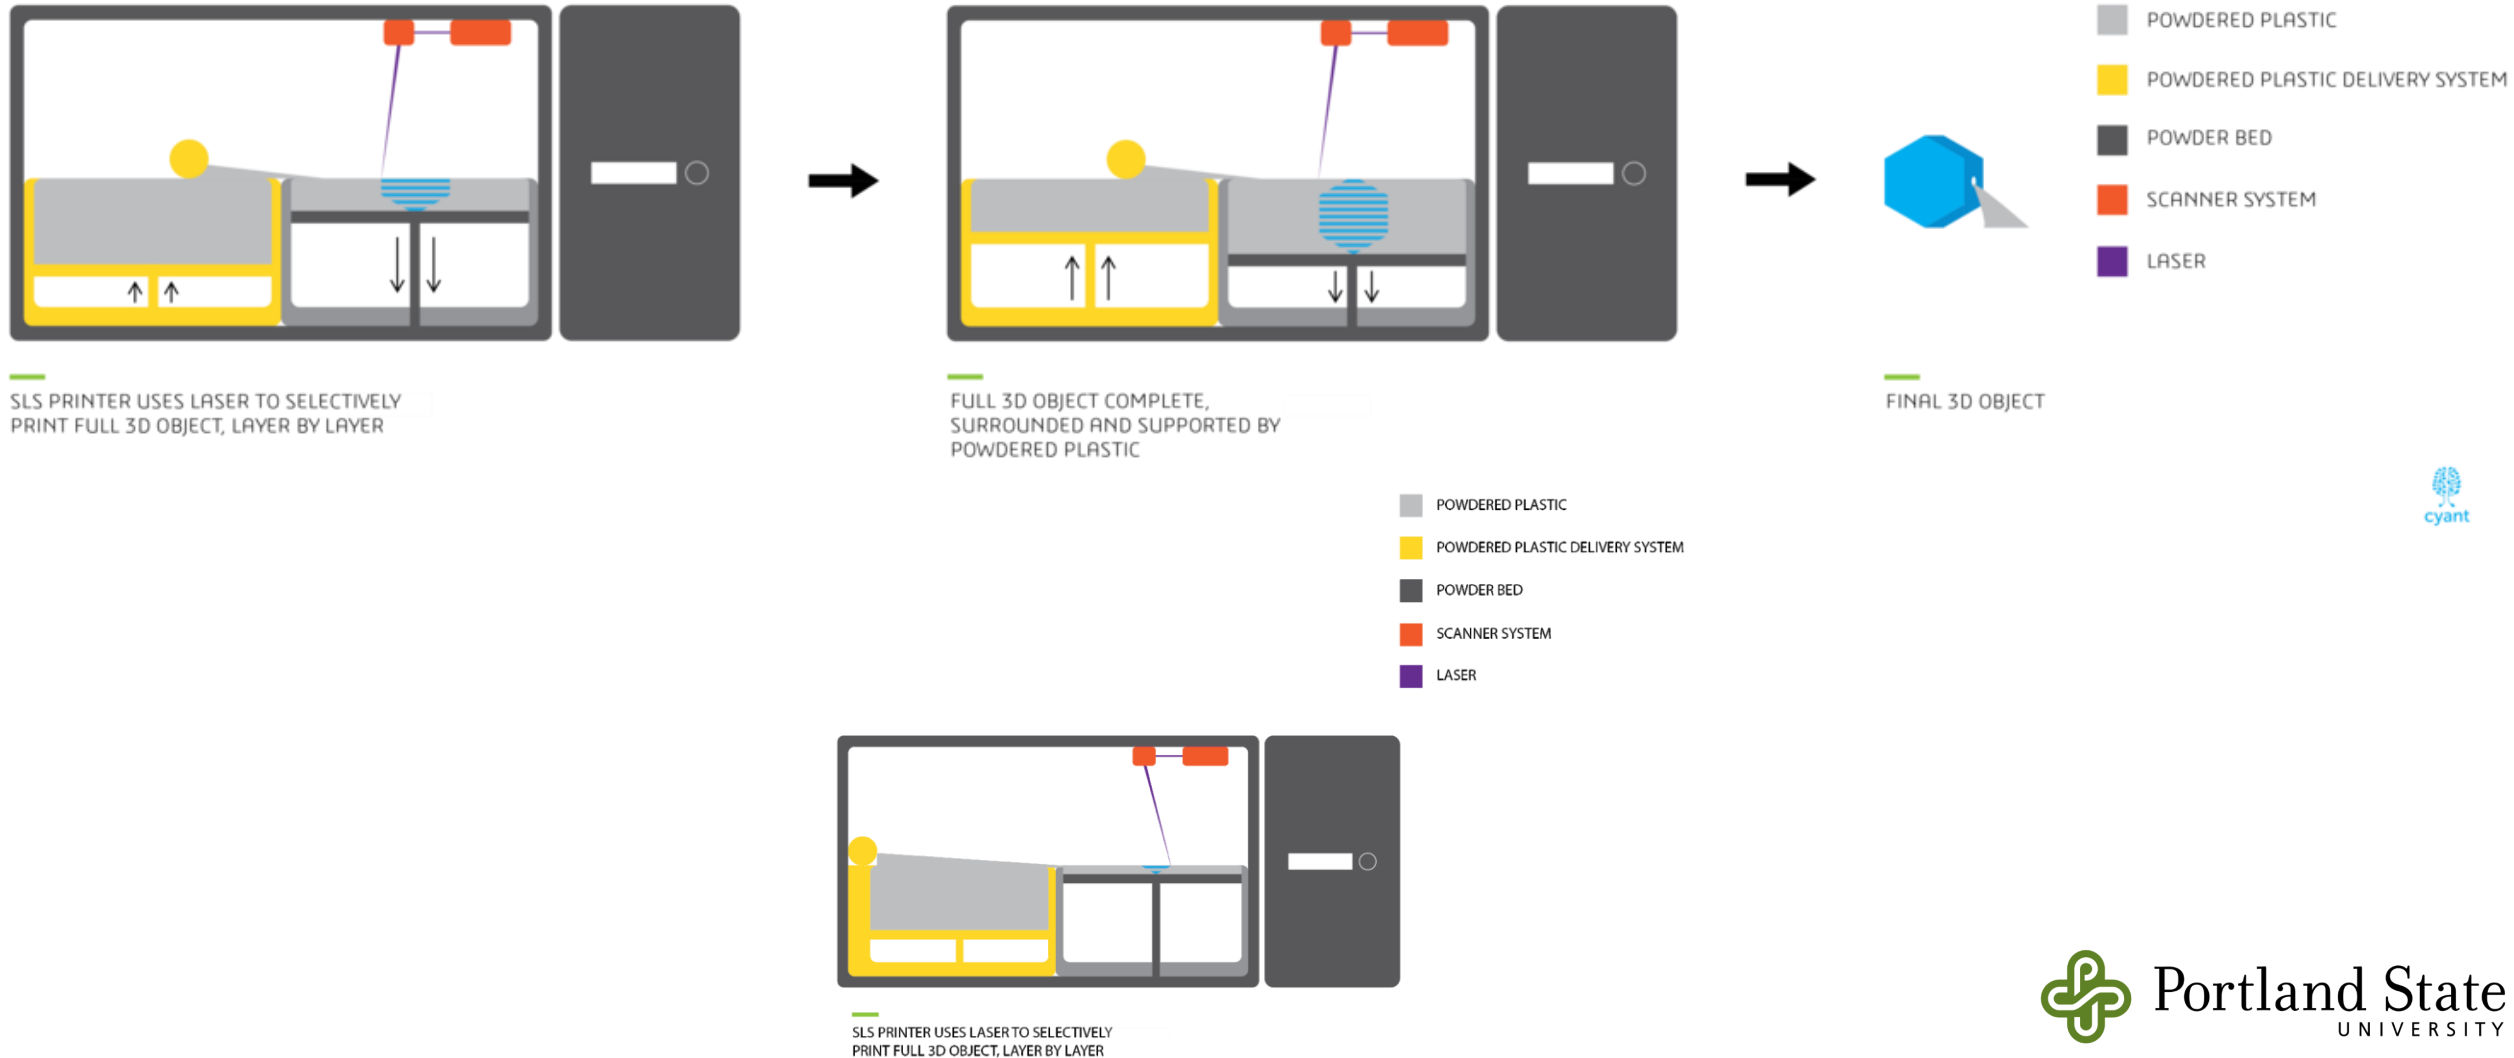 POWDERED PLASTIC
POWDERED PLASTIC DELIVERY SYSTEM
POWDER BED
SCANNER SYSTEM
LASER
SLS PRINTER USES LASER TO SELECTIVELY
PRINT FULL 3D OBJECT, LAYER BY LAYER
FULL 3D OBJECT COMPLETE,
SURROUNDED AND SUPPORTED BY
POWDERED PLASTIC
FINAL 3D OBJECT
cyant
POWDERED PLASTIC
POWDERED PLASTIC DELIVERY SYSTEM
POWDER BED
SCANNER SYSTEM
LASER
SLS PRINTER USES LASER TO SELECTIVELY
PRINT FULL 3D OBJECT, LAYER BY LAYER
Portland State
UNIVERSITY